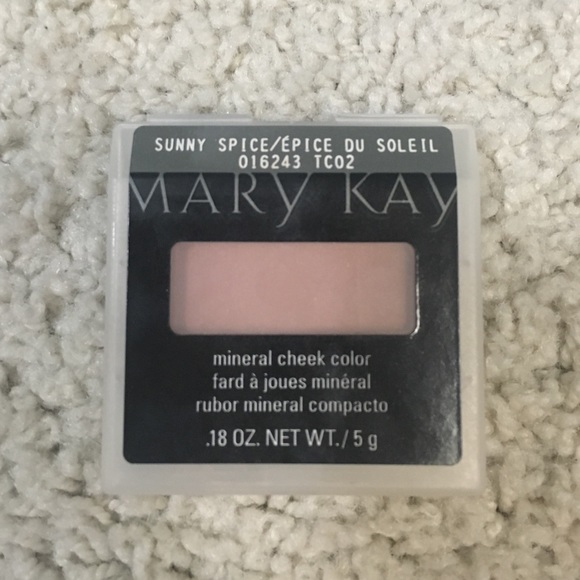 SUNNY SPICE/ÉPICE DU SOLEIL
016243 TC02
MARY KAY
mineral cheek color
fard à joues minéral
rubor mineral compacto
.18 OZ. NET WT./ 5 g